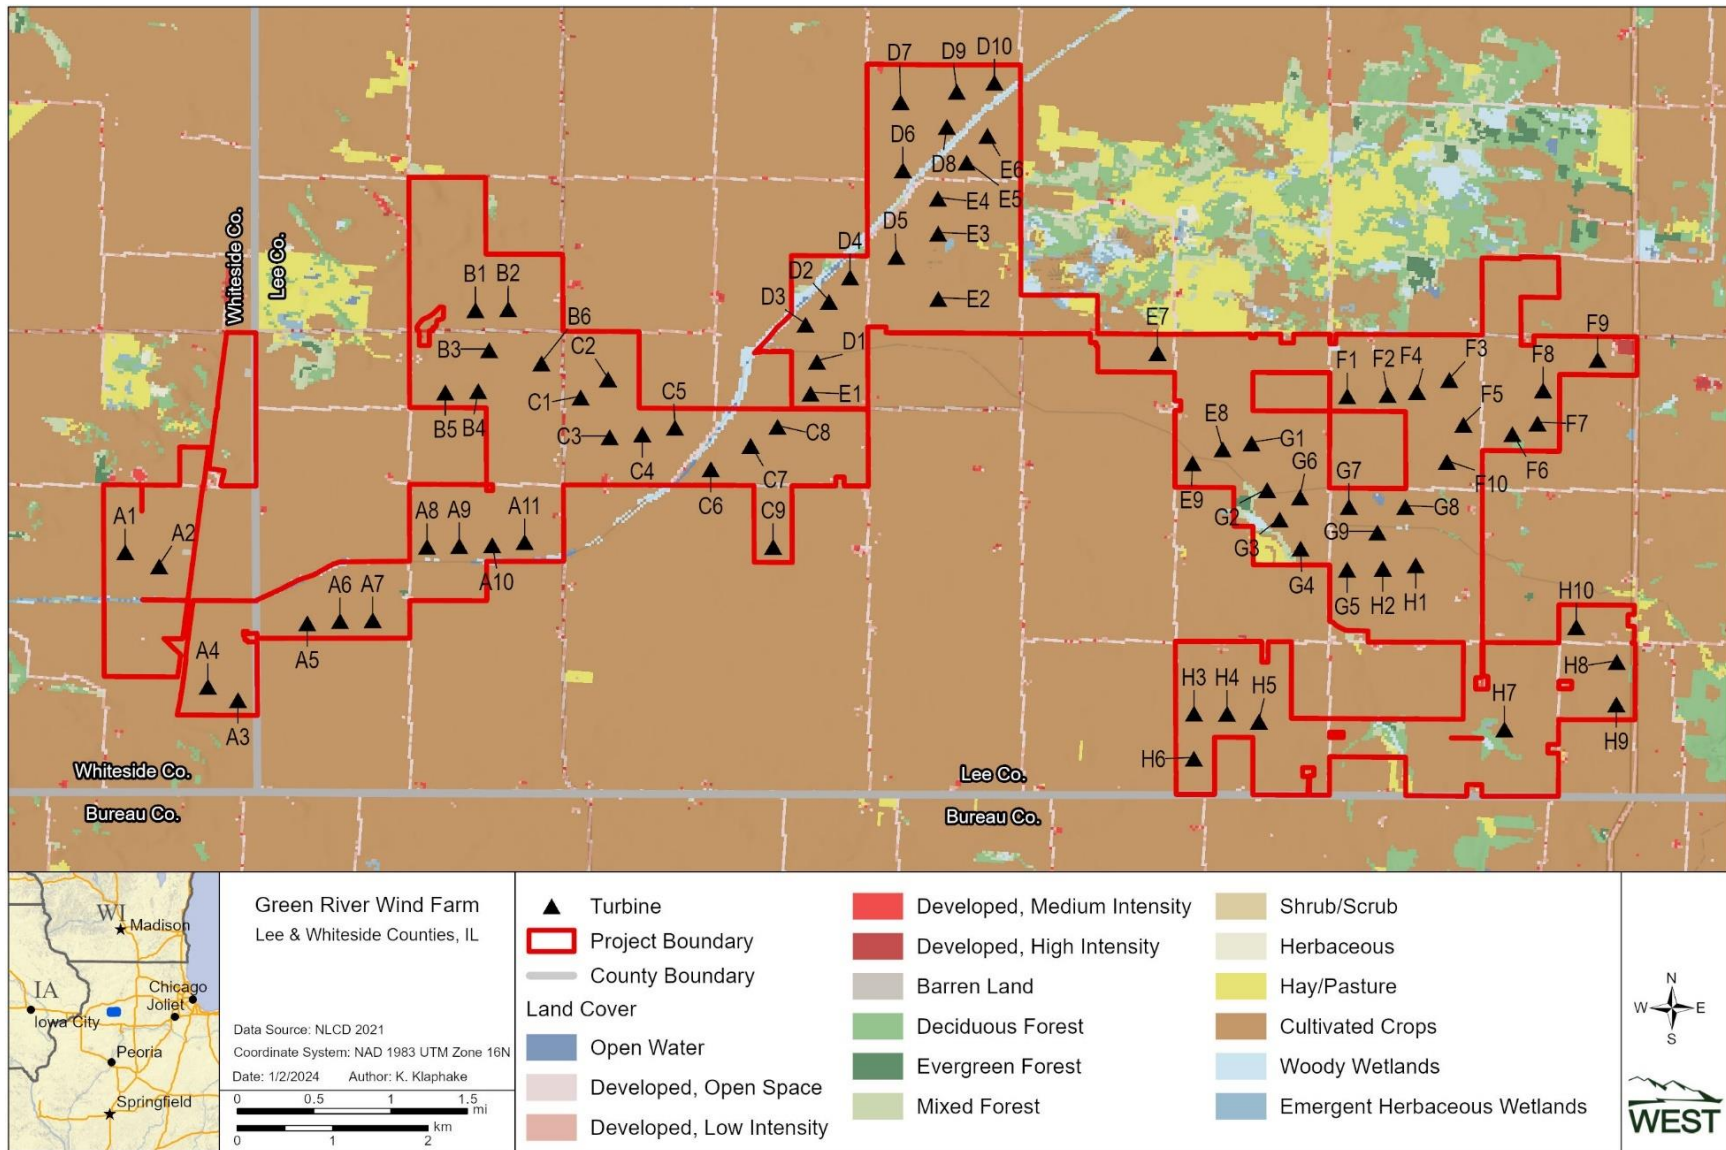 D7
D9
D10
D6
D8
E6
E5
E4
E3
D5
D4
D2
D3
E2
D1
E1
Whiteside Co.
Lee Co.
B1
B2
B6
B3
C2
B5
B4
C1
C5
C3
C4
C8
C7
C6
C9
E7
F1
F2
F4
F3
F8
F9
F5
F7
F6
F10
E8
G1
G6
G7
E9
G2
G8
G9
G3
G4
G5
H2
H1
H10
A1
A2
A8
A9
A11
A10
A6
A7
A5
A4
A3
H3
H4
H5
H6
H7
H8
H9
Whiteside Co.
Lee Co.
Bureau Co.
Bureau Co.
WI
Madison
Chicago
Joliet
IA
Iowa City
Peoria
Springfield
Green River Wind Farm
Lee & Whiteside Counties, IL
Data Source: NLCD 2021
Coordinate System: NAD 1983 UTM Zone 16N
Date: 1/2/2024 Author: K. Klaphake
0 0.5 1 1.5
mi
km
0 1 2
Turbine
Project Boundary
County Boundary
Land Cover
Open Water
Developed, Open Space
Developed, Low Intensity
Developed, Medium Intensity
Developed, High Intensity
Barren Land
Deciduous Forest
Evergreen Forest
Mixed Forest
Shrub/Scrub
Herbaceous
Hay/Pasture
Cultivated Crops
Woody Wetlands
Emergent Herbaceous Wetlands
N
W E
S
WEST